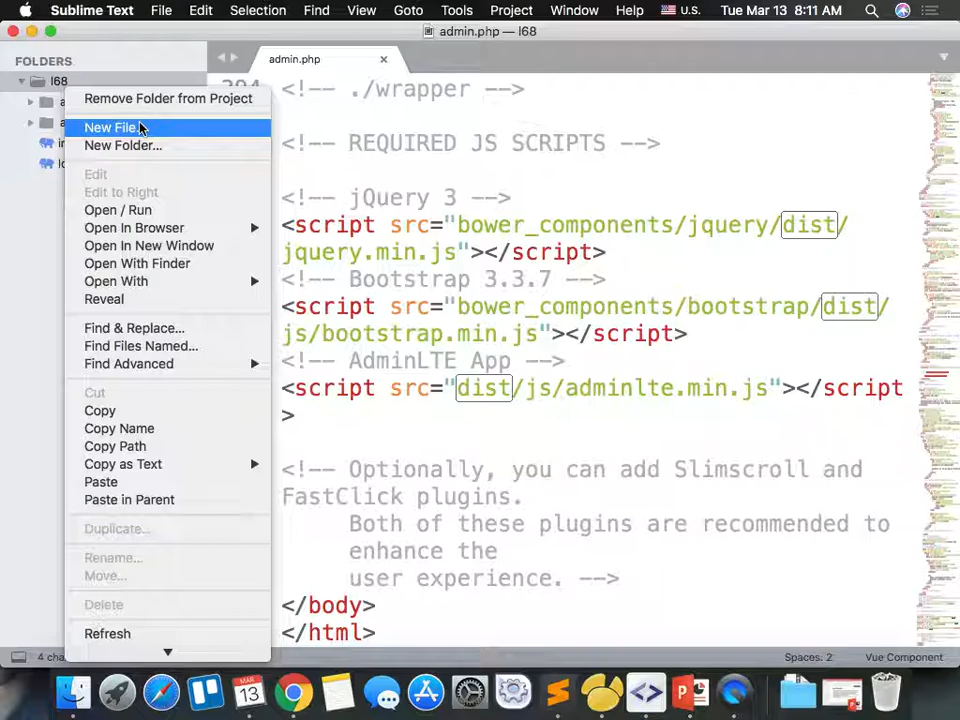 Sublime Text File Edit Selection Find View Goto Tools Project Window Help U.S. Tue Mar 13 8:11 AM
admin.php — l68
FOLDERS
admin.php
l68
Remove Folder from Project
New File
New Folder...
Edit
Edit to Right
Open / Run
Open In Browser
Open In New Window
Open With Finder
Open With
Reveal
Find & Replace...
Find Files Named...
Find Advanced
Cut
Copy
Copy Name
Copy Path
Copy as Text
Paste
Paste in Parent
Duplicate...
Rename...
Move...
Delete
Refresh
<!-- ./wrapper -->
<!-- REQUIRED JS SCRIPTS -->
<!-- jQuery 3 -->
<script src="bower_components/jquery/dist/
jquery.min.js"></script>
<!-- Bootstrap 3.3.7 -->
<script src="bower_components/bootstrap/dist/
js/bootstrap.min.js"></script>
<!-- AdminLTE App -->
<script src="dist/js/adminlte.min.js"></script
>
<!-- Optionally, you can add Slimscroll and
FastClick plugins.
Both of these plugins are recommended to
enhance the
user experience. -->
</body>
</html>
4 cha
Spaces: 2 Vue Component
MAR
13